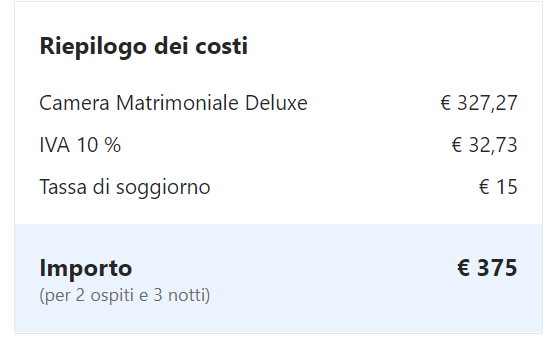 Riepilogo dei costi
Camera Matrimoniale Deluxe € 327,27
IVA 10 % € 32,73
Tassa di soggiorno € 15
Importo € 375
(per 2 ospiti e 3 notti)